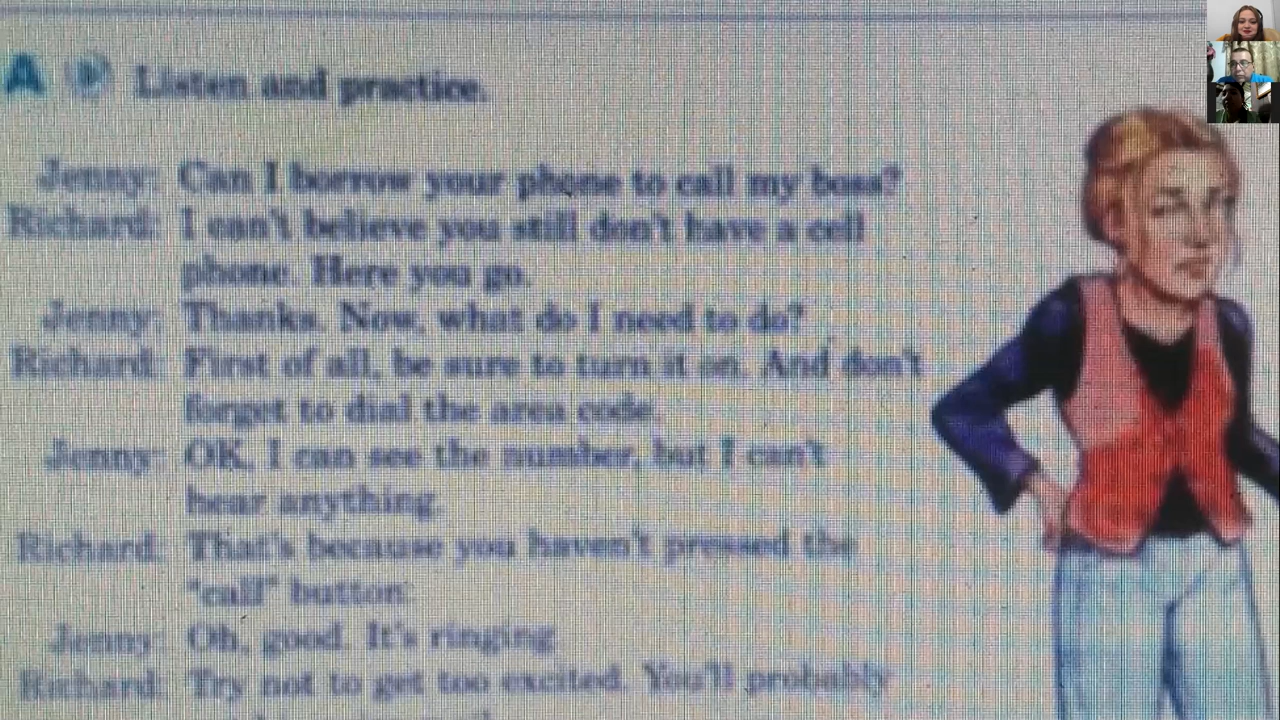 A Listen and practice.
Jenny: Can I borrow your phone to call my boss?
Richard: I can't believe you still don't have a cell
phone. Here you go.
Jenny: Thanks. Now, what do I need to do?
Richard: First of all, be sure to turn it on. And don't
forget to dial the area code.
Jenny: OK, I can see the number, but I can't
hear anything.
Richard: That's because you haven't pressed the
"call" button.
Jenny: Oh, good. It's ringing.
Richard: Try not to get too excited. You'll probably